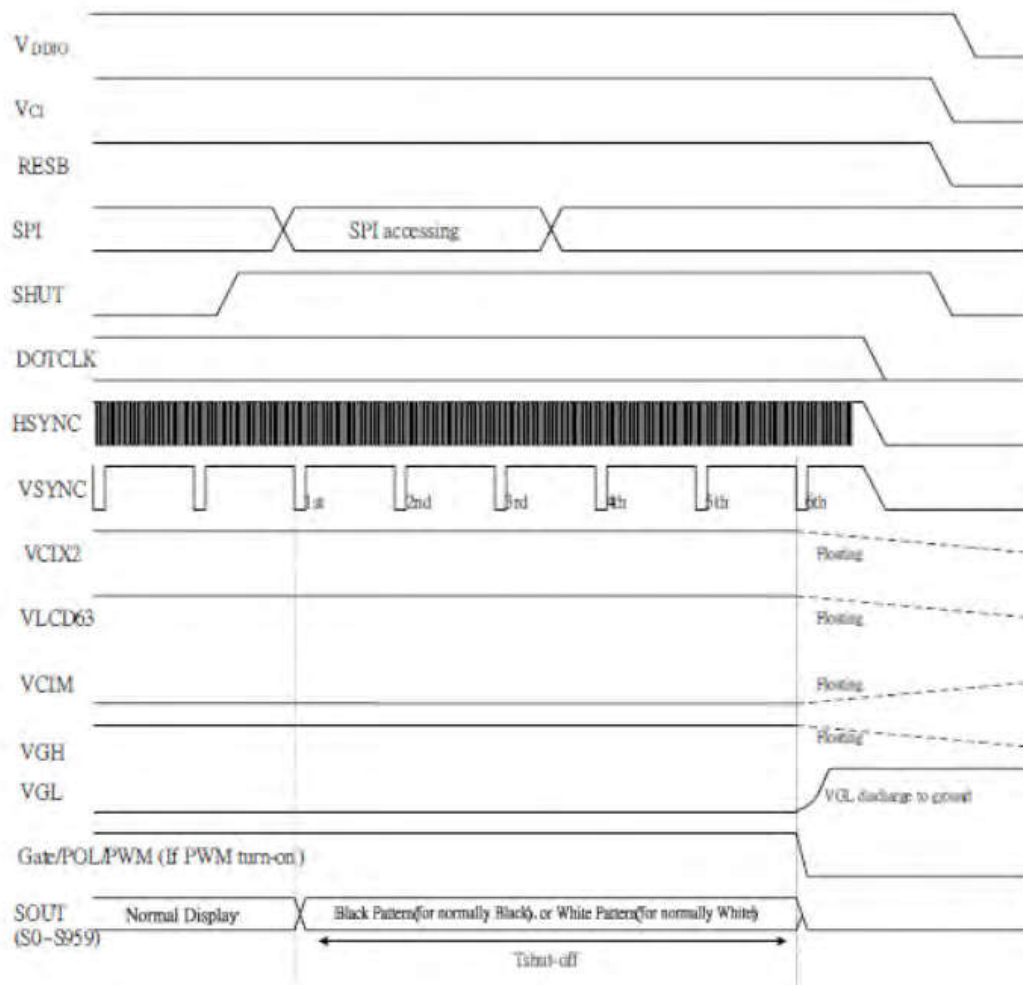 VDDIO
VCI
RESB
SPI
SPI accessing
SHUT
DOTCLK
HSYNC
VSYNC
1st
2nd
3rd
4th
5th
6th
VCIX2
Floating
VLCD63
Floating
VCIM
Floating
VGH
Floating
VGL
VGL discharge to ground
Gate/POL/PWM (If PWM turn-on)
SOUT
(S0~S959)
Normal Display
Black Pattern(for normally Black), or White Pattern(for normally White)
Tshut-off